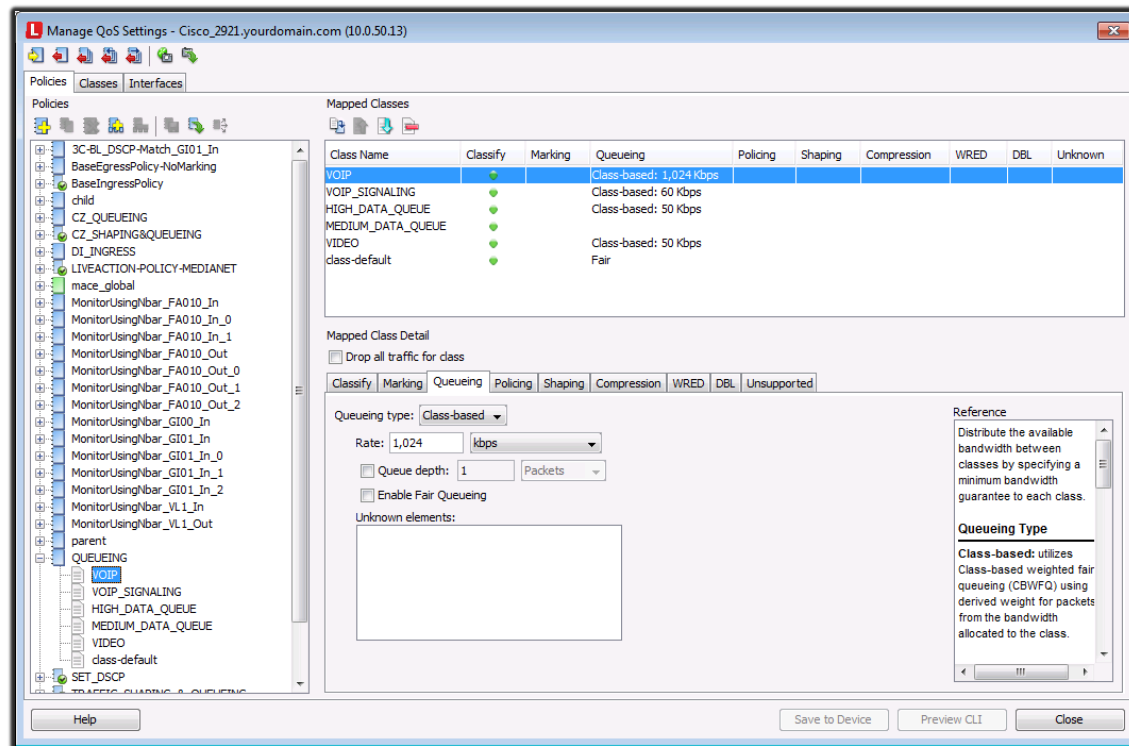 Manage QoS Settings - Cisco_2921.yourdomain.com (10.0.50.13)
Policies Classes Interfaces
Policies
3C-BL_DSCP-Match_GI01_In
BaseEgressPolicy-NoMarking
BaseIngressPolicy
child
CZ_QUEUEING
CZ_SHAPING&QUEUEING
DI_INGRESS
LIVEACTION-POLICY-MEDIANET
mace_global
MonitorUsingNbar_FA010_In
MonitorUsingNbar_FA010_In_0
MonitorUsingNbar_FA010_In_1
MonitorUsingNbar_FA010_Out
MonitorUsingNbar_FA010_Out_0
MonitorUsingNbar_FA010_Out_1
MonitorUsingNbar_FA010_Out_2
MonitorUsingNbar_GI00_In
MonitorUsingNbar_GI01_In
MonitorUsingNbar_GI01_In_0
MonitorUsingNbar_GI01_In_1
MonitorUsingNbar_GI01_In_2
MonitorUsingNbar_VL1_In
MonitorUsingNbar_VL1_Out
parent
QUEUEING
VOIP
VOIP_SIGNALING
HIGH_DATA_QUEUE
MEDIUM_DATA_QUEUE
VIDEO
class-default
SET_DSCP
TRAFFIC_SHAPING_&_QUEUEING
Mapped Classes
Class Name Classify Marking Queueing Policing Shaping Compression WRED DBL Unknown
VOIP Class-based: 1,024 Kbps
VOIP_SIGNALING Class-based: 60 Kbps
HIGH_DATA_QUEUE Class-based: 50 Kbps
MEDIUM_DATA_QUEUE
VIDEO Class-based: 50 Kbps
class-default Fair
Mapped Class Detail
Drop all traffic for class
Classify Marking Queueing Policing Shaping Compression WRED DBL Unsupported
Queueing type: Class-based
Rate: 1,024 kbps
Queue depth: 1 Packets
Enable Fair Queueing
Unknown elements:
Reference
Distribute the available
bandwidth between
classes by specifying a
minimum bandwidth
guarantee to each class.
Queueing Type
Class-based: utilizes
Class-based weighted fair
queueing (CBWFQ) using
derived weight for packets
from the bandwidth
allocated to the class.
Help Save to Device Preview CLI Close